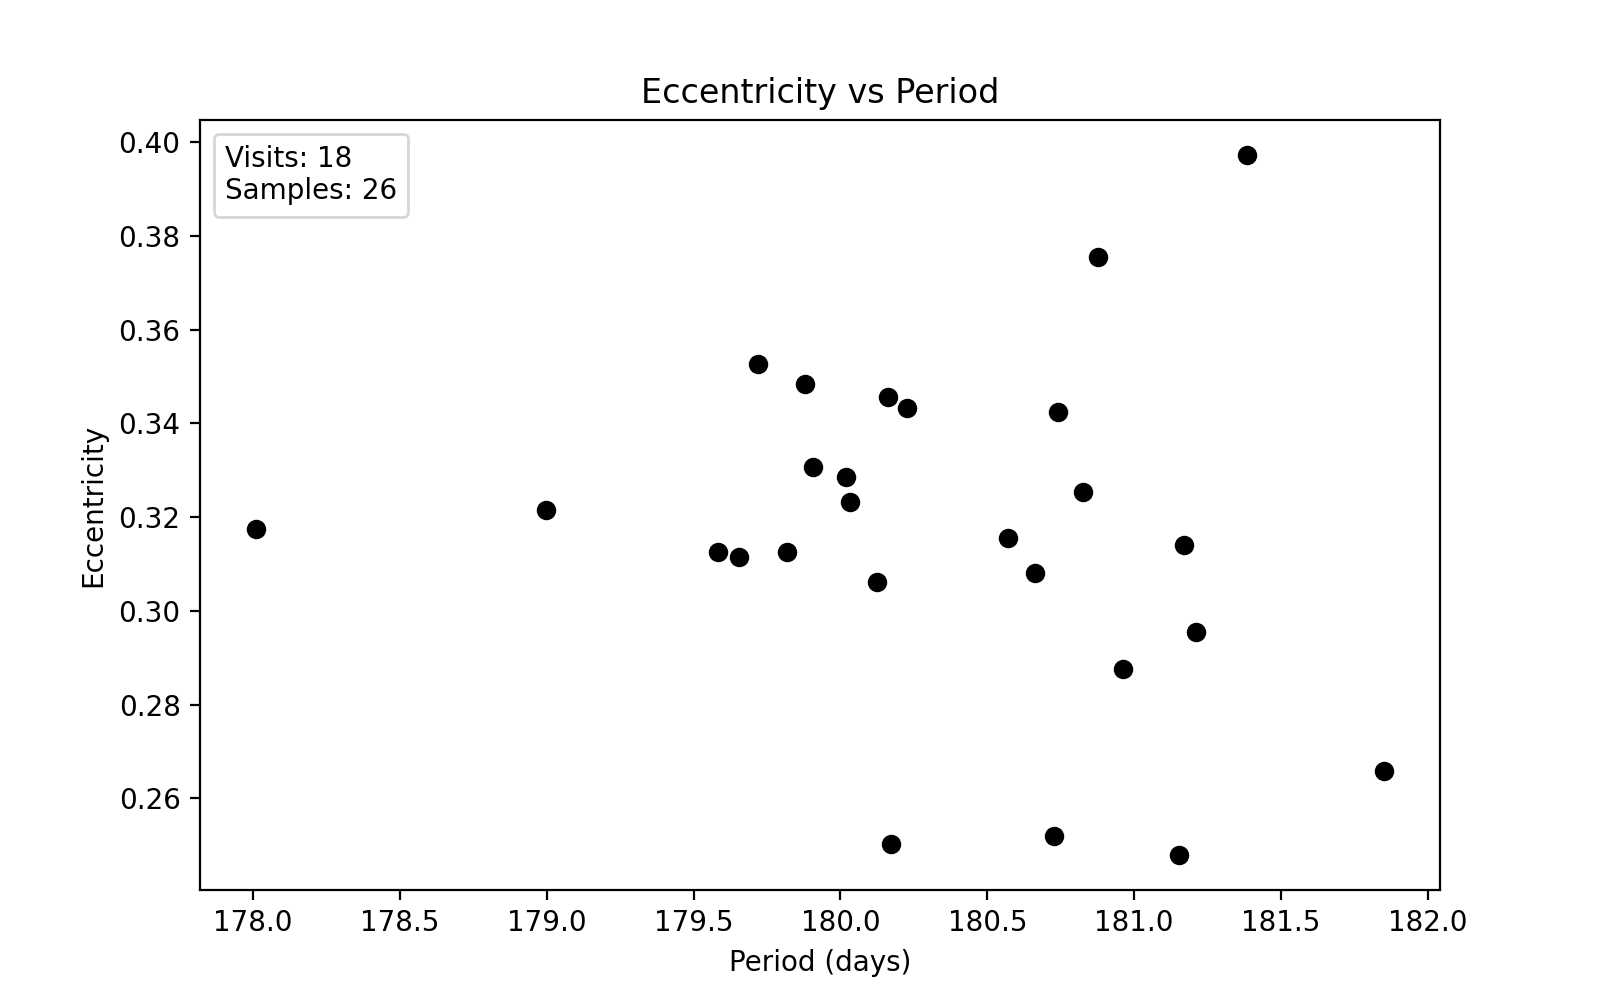 Eccentricity vs Period
Visits: 18
Samples: 26
0.40
0.38
0.36
0.34
0.32
0.30
0.28
0.26
Eccentricity
178.0 178.5 179.0 179.5 180.0 180.5 181.0 181.5 182.0
Period (days)